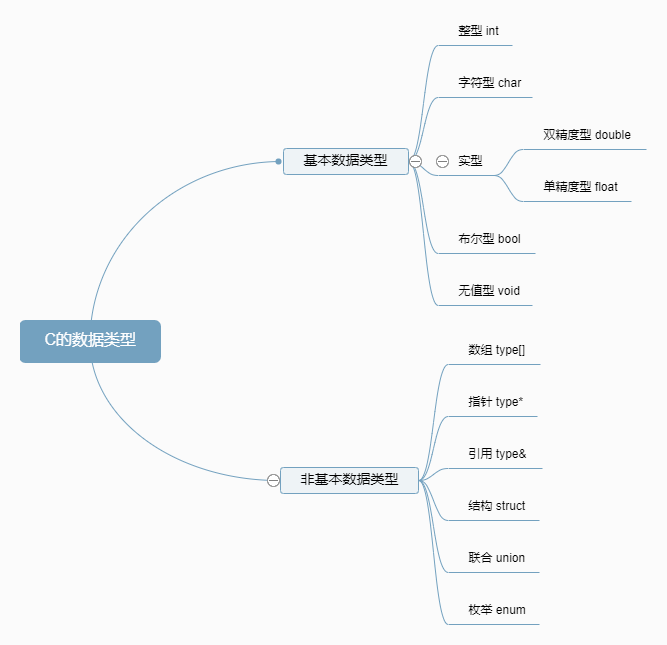 C的数据类型
基本数据类型
整型 int
字符型 char
实型
双精度型 double
单精度型 float
布尔型 bool
无值型 void
非基本数据类型
数组 type[]
指针 type*
引用 type&
结构 struct
联合 union
枚举 enum